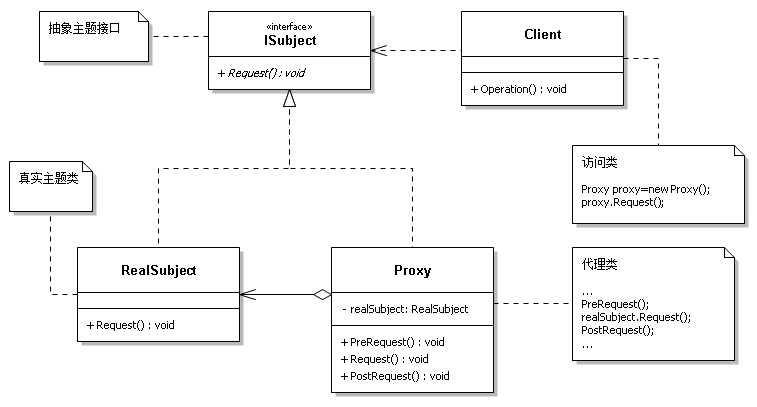 抽象主题接口
«interface»
ISubject
+ Request() : void
Client
+ Operation() : void
访问类
Proxy proxy=new Proxy();
proxy.Request();
真实主题类
RealSubject
+ Request() : void
Proxy
- realSubject: RealSubject
+ PreRequest() : void
+ Request() : void
+ PostRequest() : void
代理类
...
PreRequest();
realSubject.Request();
PostRequest();
...